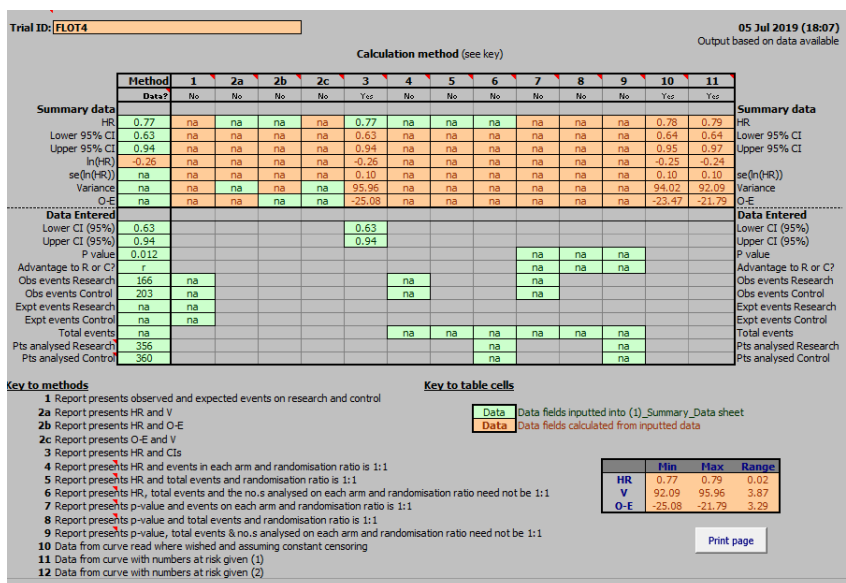 Trial ID: FLOT4 05 Jul 2019 (18:07)
Output based on data available
Calculation method (see key)
Method 1 2a 2b 2c 3 4 5 6 7 8 9 10 11
Data? No No No No Yes No No No No No No Yes Yes
Summary data Summary data
HR 0.77 na na na na 0.77 na na na na na na 0.78 0.79 HR
Lower 95% CI 0.63 na na na na 0.63 na na na na na na 0.64 0.64 Lower 95% CI
Upper 95% CI 0.94 na na na na 0.94 na na na na na na 0.95 0.97 Upper 95% CI
ln(HR) -0.26 na na na na -0.26 na na na na na na -0.25 -0.24
se(ln(HR)) na na na na na 0.10 na na na na na na 0.10 0.10 se(ln(HR))
Variance na na na na na 95.96 na na na na na na 94.02 92.09 Variance
O-E na na na na na -25.08 na na na na na na -23.47 -21.79 O-E
Data Entered Data Entered
Lower CI (95%) 0.63 0.63 Lower CI (95%)
Upper CI (95%) 0.94 0.94 Upper CI (95%)
P value 0.012 na na na P value
Advantage to R or C? r na na na Advantage to R or C?
Obs events Research 166 na na na Obs events Research
Obs events Control 203 na na na Obs events Control
Expt events Research na na Expt events Research
Expt events Control na na Expt events Control
Total events na na na na na na na Total events
Pts analysed Research 356 na na Pts analysed Research
Pts analysed Control 360 na na Pts analysed Control
Key to methods Key to table cells
1 Report presents observed and expected events on research and control
2a Report presents HR and V Data Data fields inputted into (1)_Summary_Data sheet
2b Report presents HR and O-E Data Data fields calculated from inputted data
2c Report presents O-E and V
3 Report presents HR and CIs
4 Report presents HR and events in each arm and randomisation ratio is 1:1 Min Max Range
5 Report presents HR and total events and randomisation ratio is 1:1 HR 0.77 0.79 0.02
6 Report presents HR, total events and the no.s analysed on each arm and randomisation ratio need not be 1:1 V 92.09 95.96 3.87
7 Report presents p-value and events on each arm and randomisation ratio is 1:1 O-E -25.08 -21.79 3.29
8 Report presents p-value and total events and randomisation ratio is 1:1
9 Report presents p-value, total events & no.s analysed on each arm and randomisation ratio need not be 1:1 Print page
10 Data from curve read where wished and assuming constant censoring
11 Data from curve with numbers at risk given (1)
12 Data from curve with numbers at risk given (2)